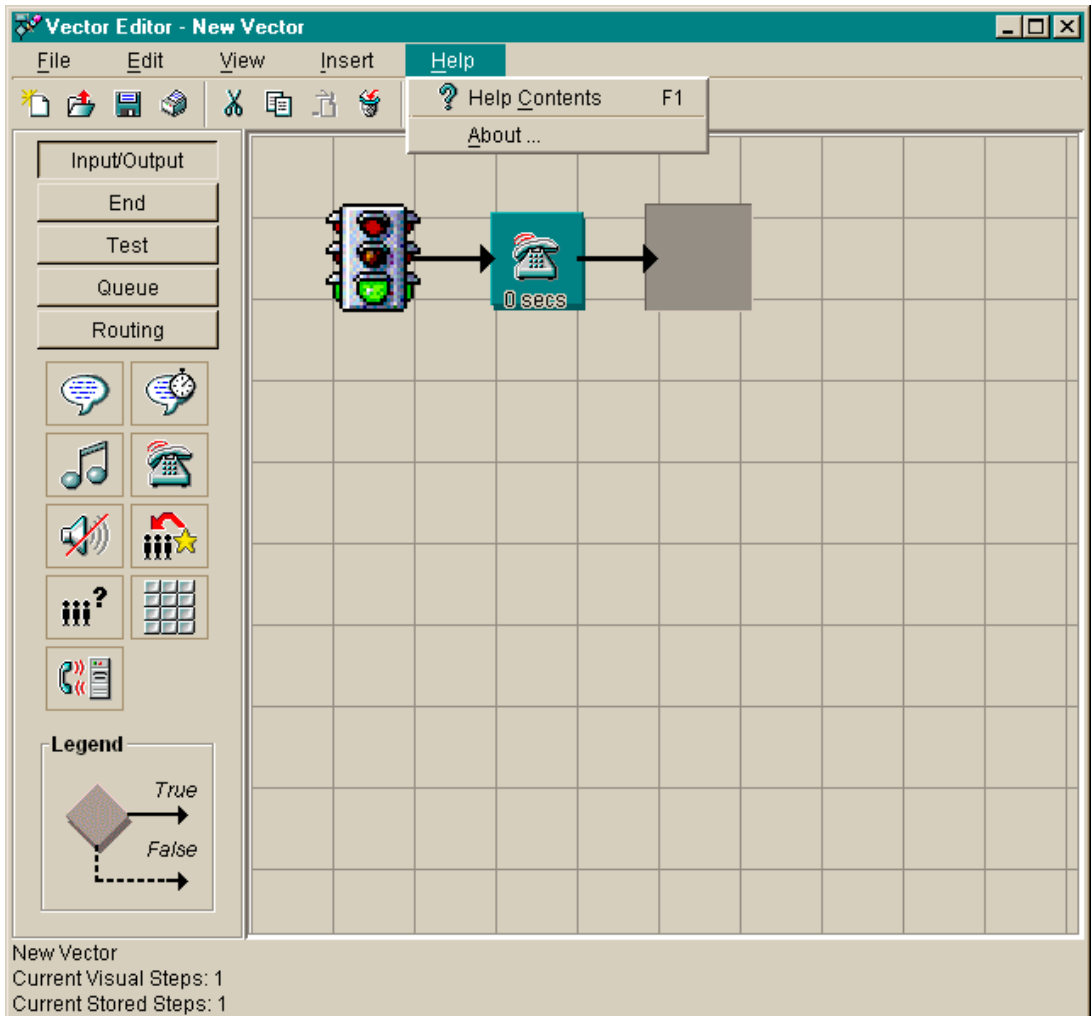 Vector Editor - New Vector
File Edit View Insert Help
Help Contents F1
About ...
Input/Output
End
Test
Queue
Routing
0 secs
?
Legend
True
False
New Vector
Current Visual Steps: 1
Current Stored Steps: 1